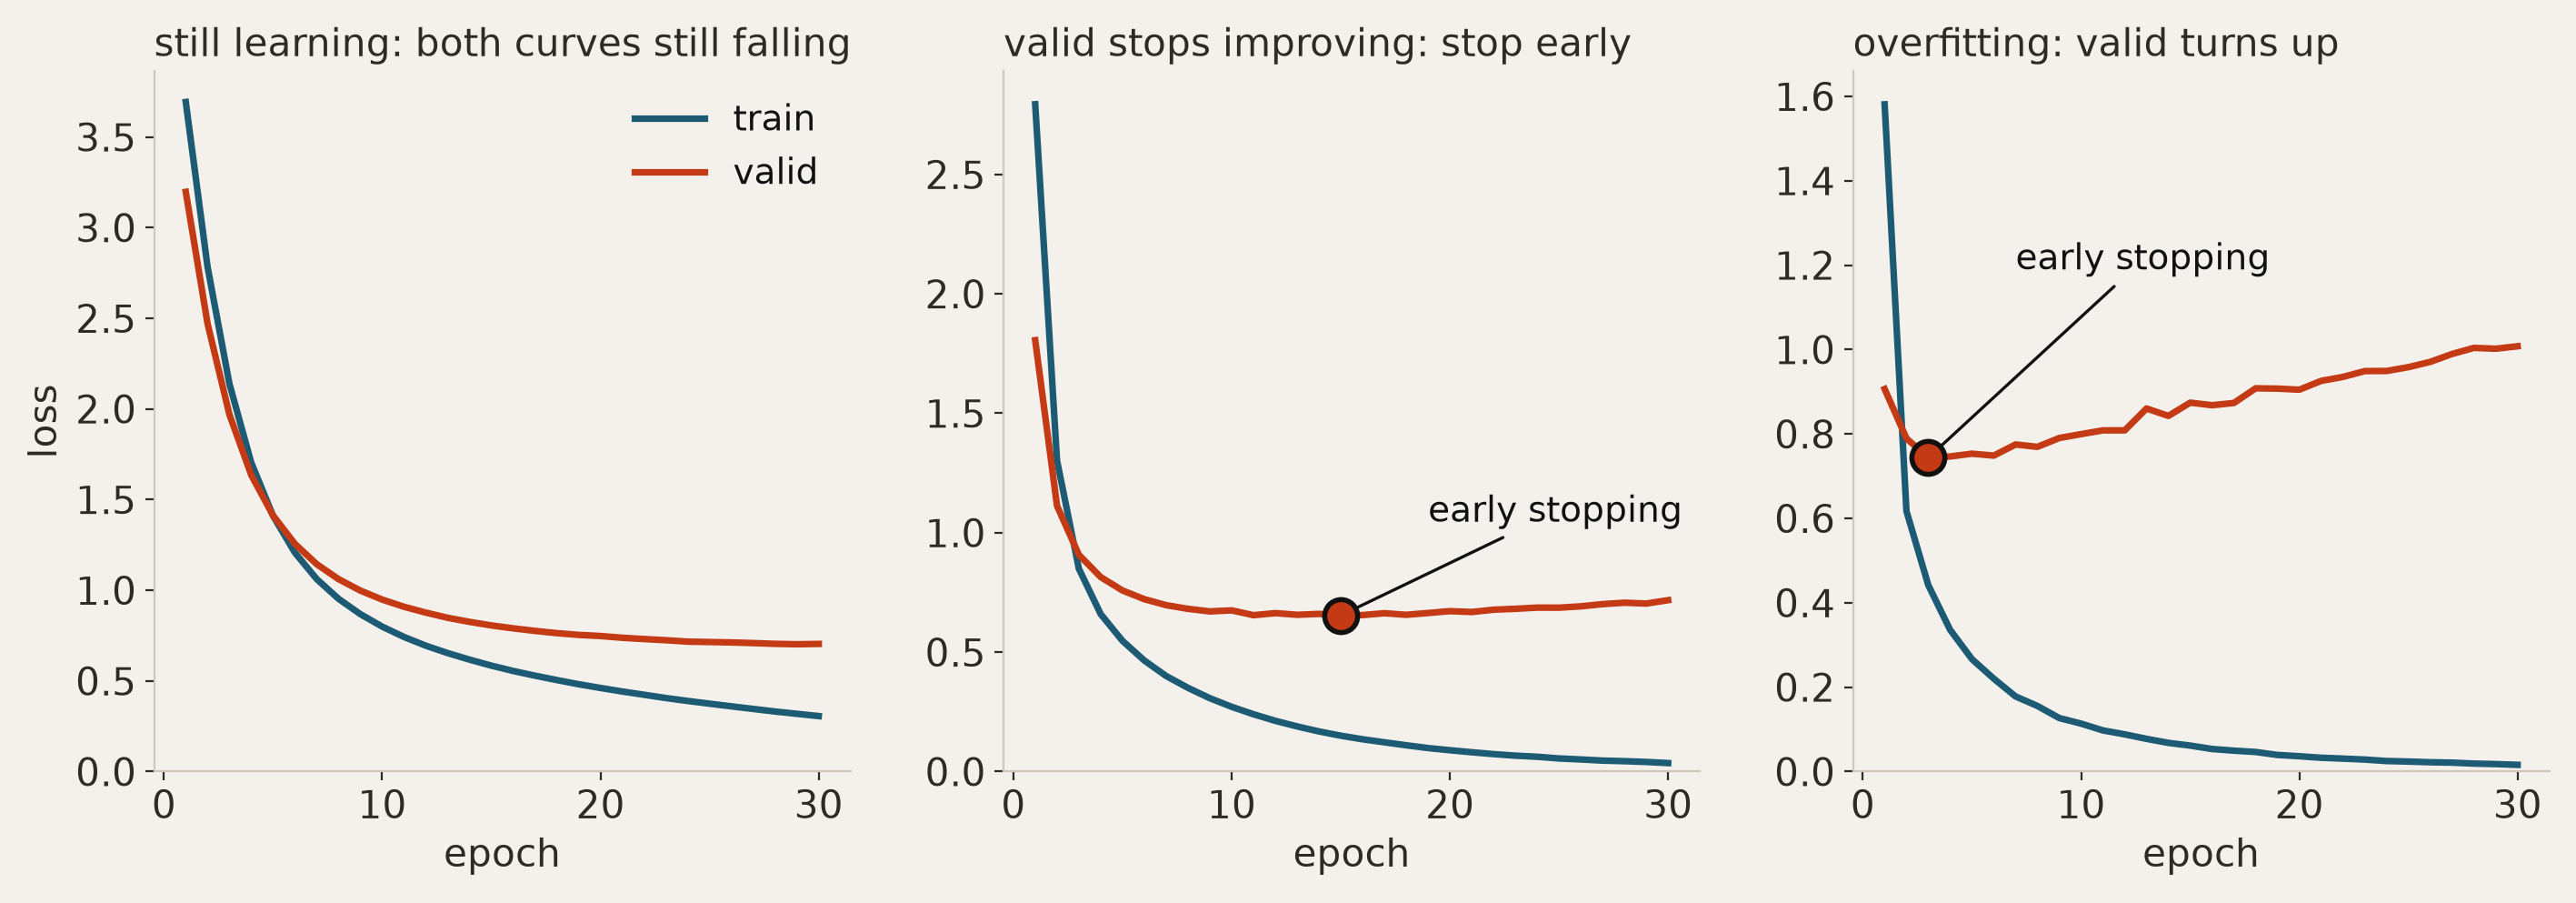 still learning: both curves still falling
3.5
3.0
2.5
2.0
1.5
1.0
0.5
0.0
loss
train
valid
0 10 20 30
epoch
valid stops improving: stop early
2.5
2.0
1.5
1.0
0.5
0.0
early stopping
0 10 20 30
epoch
overfitting: valid turns up
1.6
1.4
1.2
1.0
0.8
0.6
0.4
0.2
0.0
early stopping
0 10 20 30
epoch